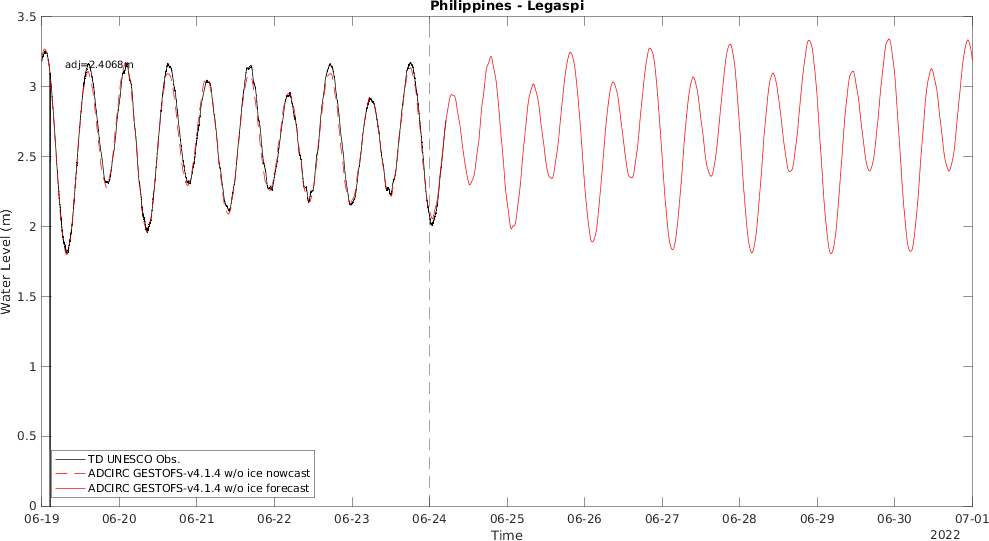 Philippines - Legaspi
3.5
adj=2.4068m
3
2.5
2
1.5
1
0.5
0
Water Level (m)
TD UNESCO Obs.
ADCIRC GESTOFS-v4.1.4 w/o ice nowcast
ADCIRC GESTOFS-v4.1.4 w/o ice forecast
06-19 06-20 06-21 06-22 06-23 06-24 06-25 06-26 06-27 06-28 06-29 06-30 07-01
Time
2022